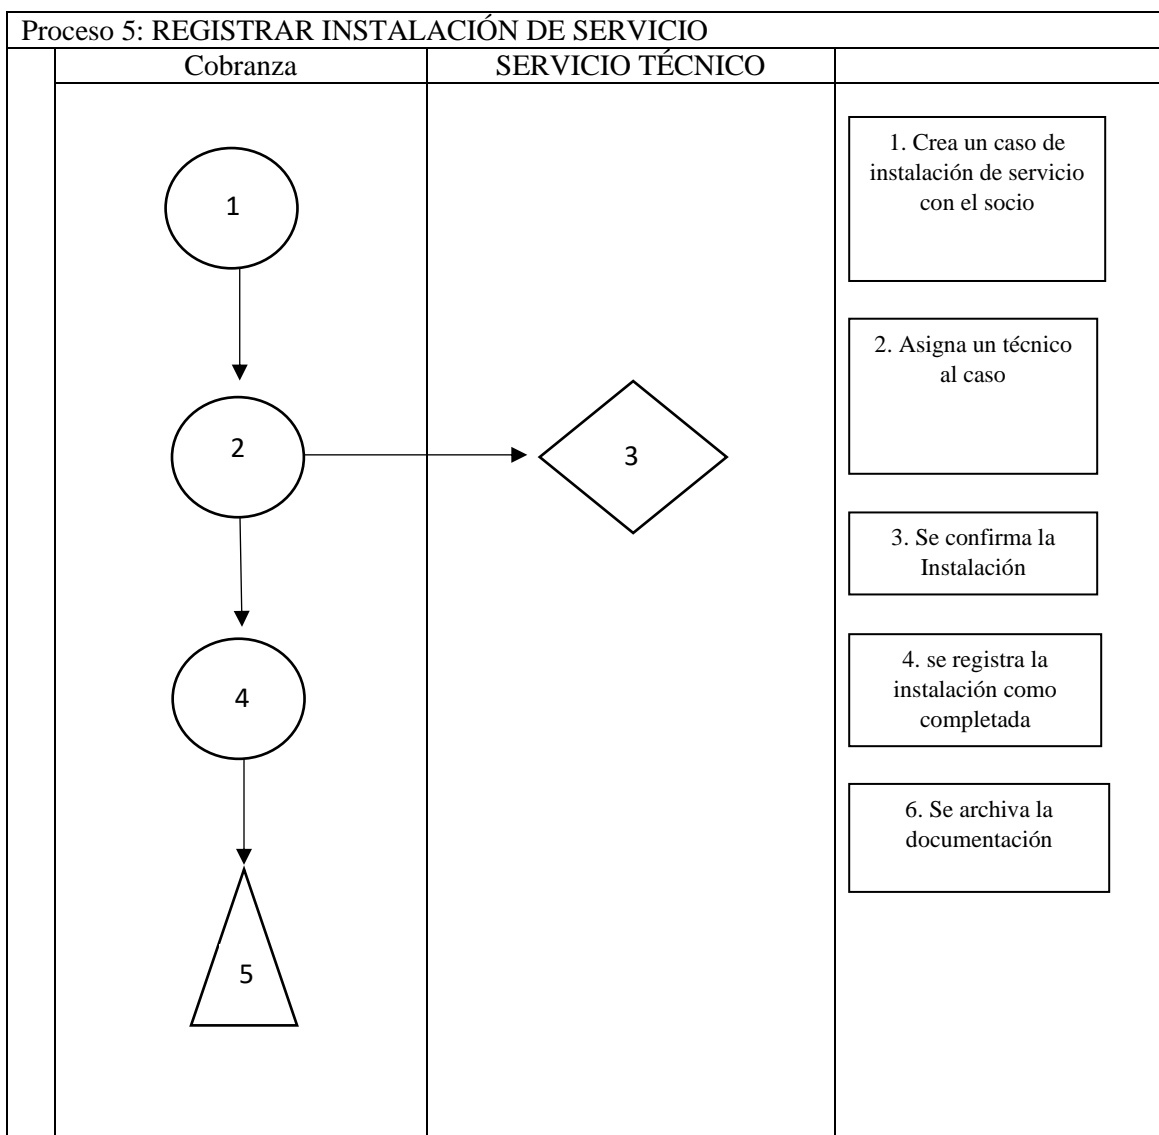 Proceso 5: REGISTRAR INSTALACIÓN DE SERVICIO
Cobranza
SERVICIO TÉCNICO
1
2
3
4
5
1. Crea un caso de
instalación de servicio
con el socio
2. Asigna un técnico
al caso
3. Se confirma la
Instalación
4. se registra la
instalación como
completada
6. Se archiva la
documentación